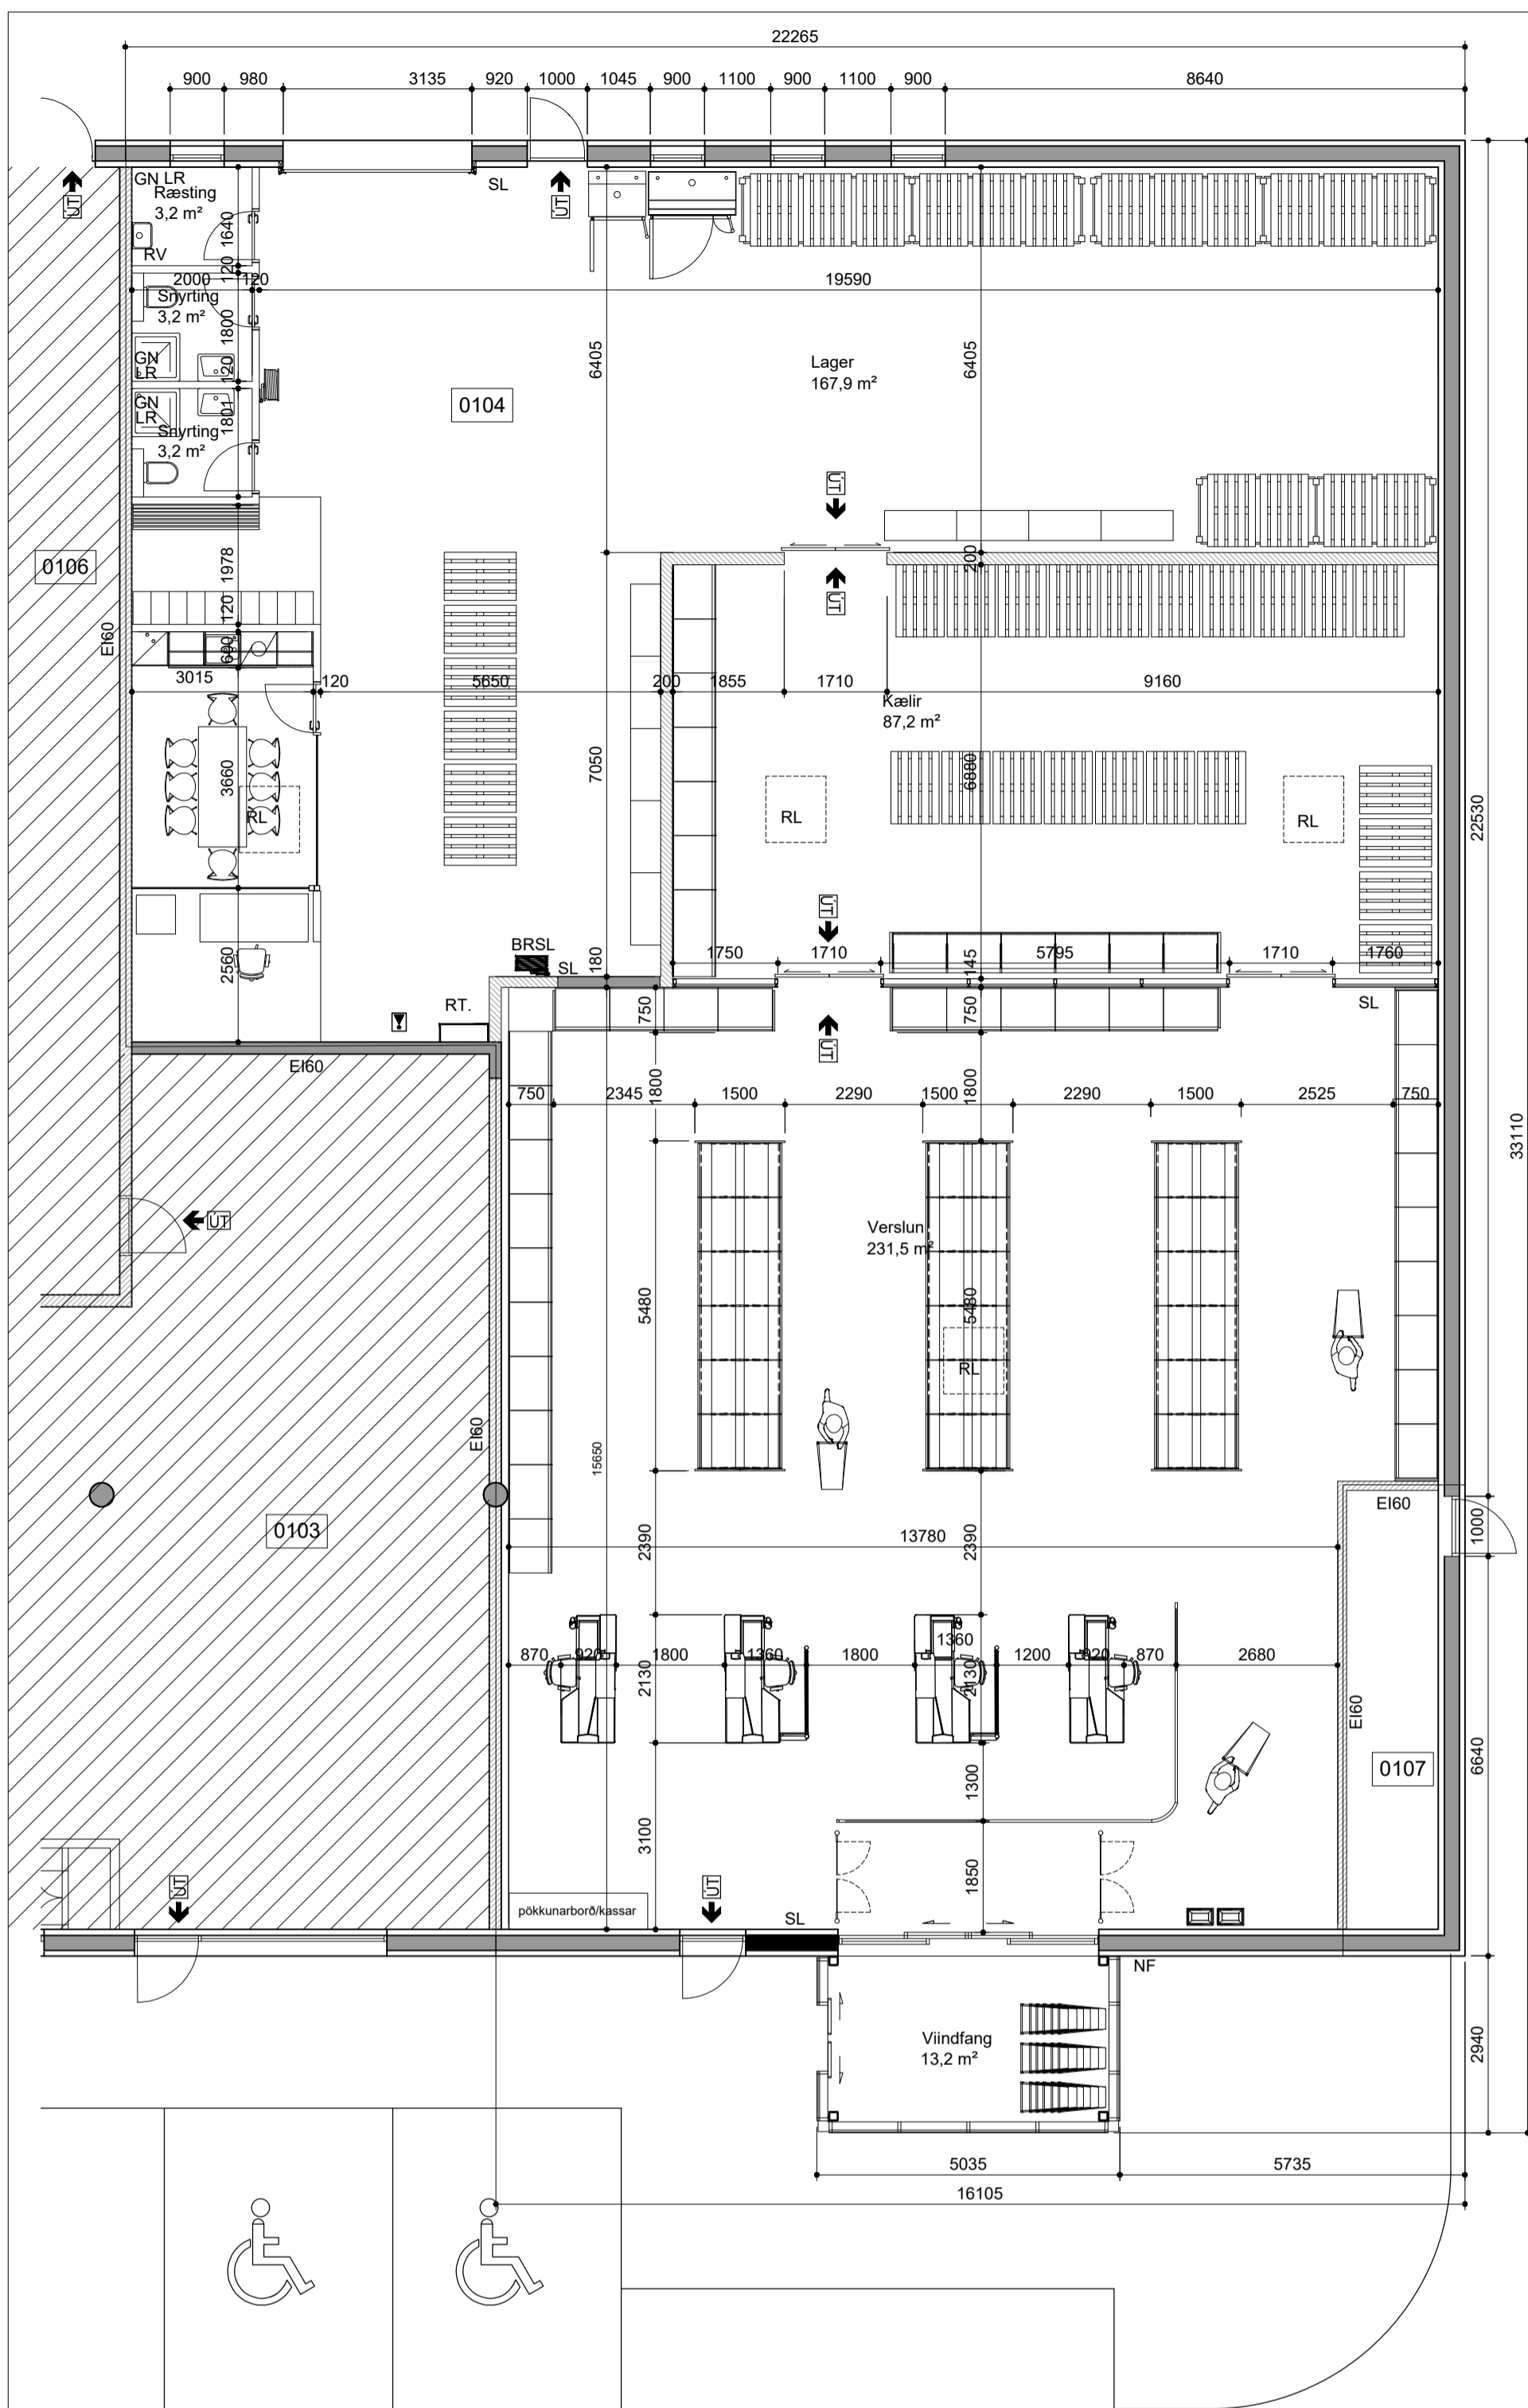 22265
900 980 3135 920 1000 1045 900 1100 900 1100 900 8640
ÚT
GN LR
Ræsting
3,2 m²
SL
ÚT
1640
RV
120
2000 120 19590
Snyrting
3,2 m²
1800
6405
6405
Lager
167,9 m²
GN
LR
120
0104
GN
LR
1801
Snyrting
3,2 m²
ÚT
0106
1978
200
ÚT
120
EI60
600
3015 120 5650 200 1855 1710 9160
Kælir
87,2 m²
7050
3660
6880
RL
RL
RL
22530
ÚT
BRSL
SL
180
1750 1710 145 5795 1710 1760
2560
RT.
750
750
SL
ÚT
EI60
1800
1800
750 2345 1500 2290 1500 2290 1500 2525 750
33110
ÚT
Verslun
231,5 m²
5480
5480
RL
EI60
15650
0103
EI60
1000
2390
13780
2390
870 920 1800 1360 1800 1360 1200 920 870 2680
2130
2130
EI60
0107
6640
1300
3100
1850
ÚT
ÚT
pökkunarborð/kassar
SL
NF
Viindfang
13,2 m²
2940
5035 5735
16105